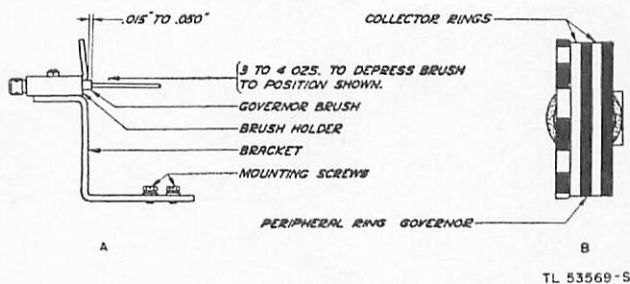 .015" TO .050"
COLLECTOR RINGS
3 TO 4 OZS. TO DEPRESS BRUSH
TO POSITION SHOWN.
GOVERNOR BRUSH
BRUSH HOLDER
BRACKET
MOUNTING SCREWS
PERIPHERAL RING GOVERNOR
A
B
TL 53569-S